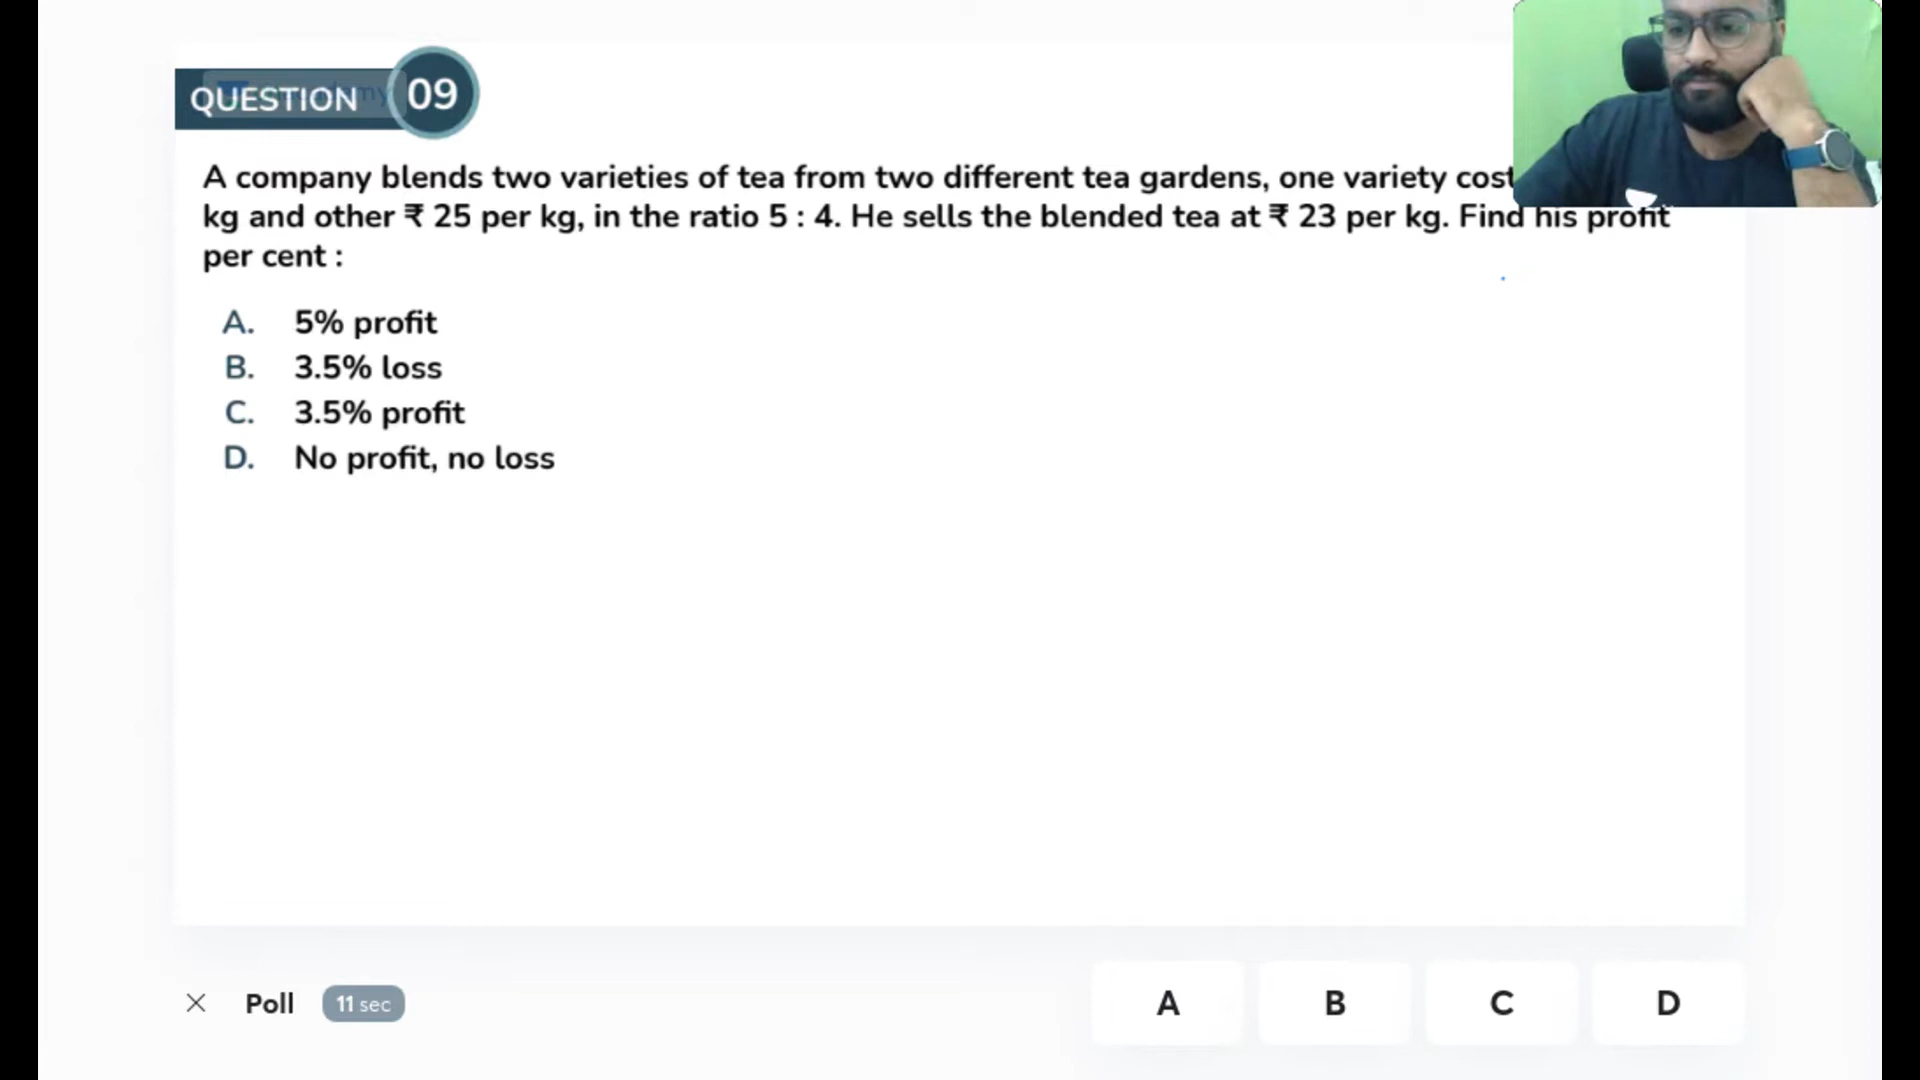 QUESTION 09
A company blends two varieties of tea from two different tea gardens, one variety cost
kg and other ₹ 25 per kg, in the ratio 5 : 4. He sells the blended tea at ₹ 23 per kg. Find his profit
per cent :
A. 5% profit
B. 3.5% loss
C. 3.5% profit
D. No profit, no loss
Poll 11 sec A B C D